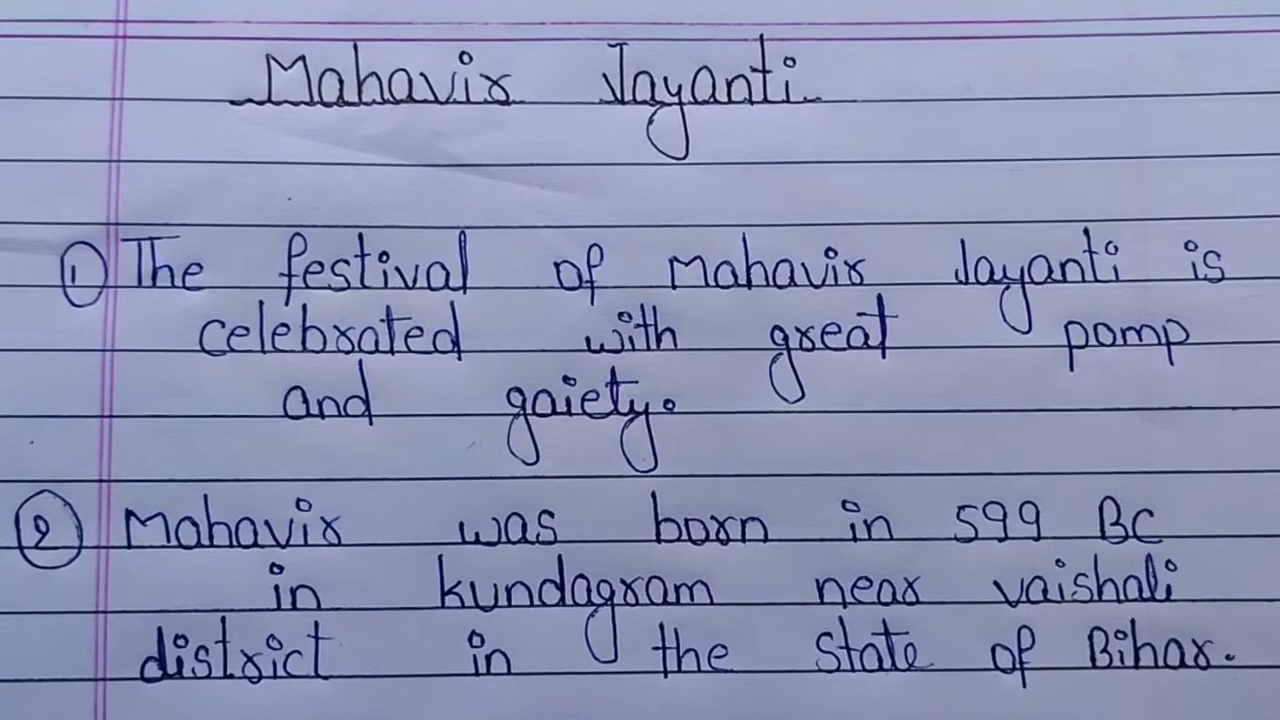 Mahavir Jayanti
① The festival of Mahavir Jayanti is
celebrated with great pomp
and gaiety.
② Mahavir was born in 599 BC
in kundagram near vaishali
district in the state of Bihar.